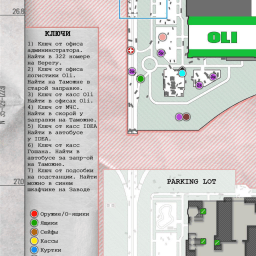 26.8
КЛЮЧИ
1) Ключ от офиса
администратора.
Найти в 322 номере
на Берегу.
2) Ключ от офиса
логистики Oli.
Найти на Таможне в
старой заправке.
3) Ключ от касс Oli
Найти в офисах Oli.
4) Ключ от МЧС.
Найти в скорой у
заправки на Таможне.
5) Ключ от касс IDEA
Найти в автобусе
у IDEA.
6) Ключ от касс
Гошана. Найти в
автобусе за запр-ой
на Таможне.
7) Ключ от подсобки
на подстанции. Найти
можно в синем
шкафчике на Заводе
Оружие/О-ящики
Ящики
Сейфы
Кассы
Куртки
OLI
270
PARKING LOT